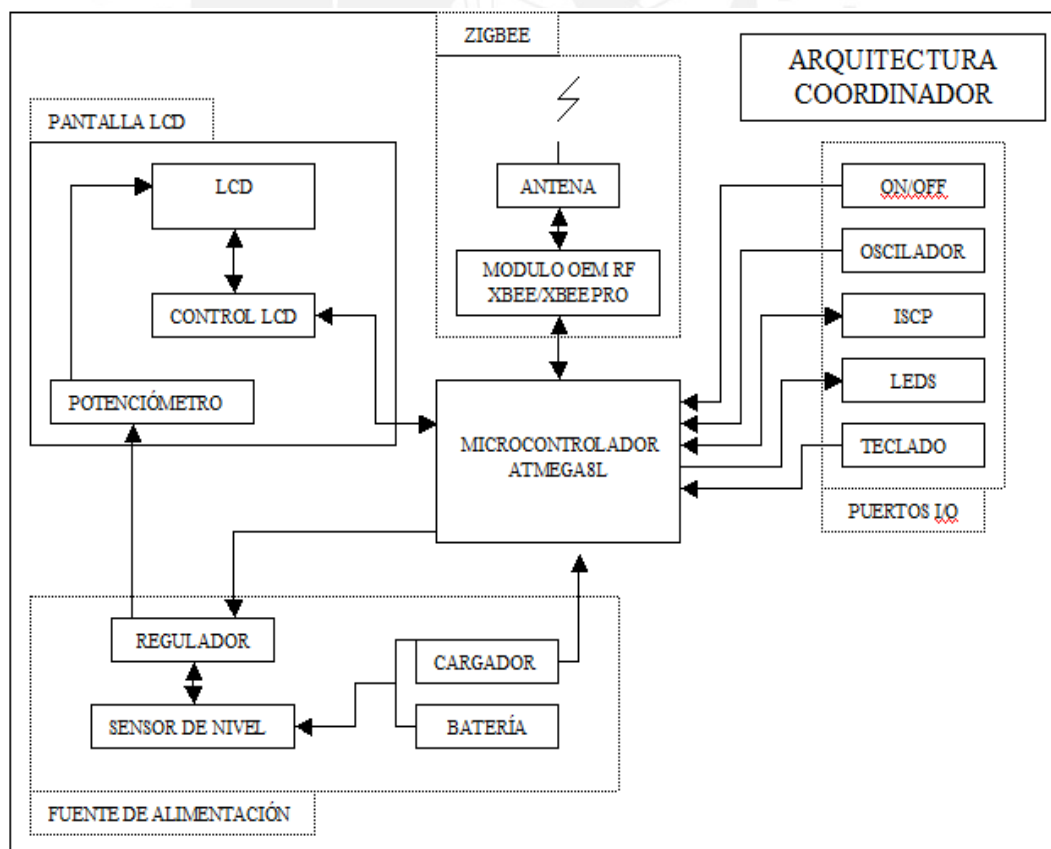 ZIGBEE
ARQUITECTURA
COORDINADOR
PANTALLA LCD
LCD
CONTROL LCD
POTENCIÓMETRO
ANTENA
MODULO OEM RF
XBEE/XBEE PRO
ON/OFF
OSCILADOR
ISCP
LEDS
TECLADO
PUERTOS I/O
MICROCONTROLADOR
ATMEGA8L
REGULADOR
SENSOR DE NIVEL
CARGADOR
BATERÍA
FUENTE DE ALIMENTACIÓN